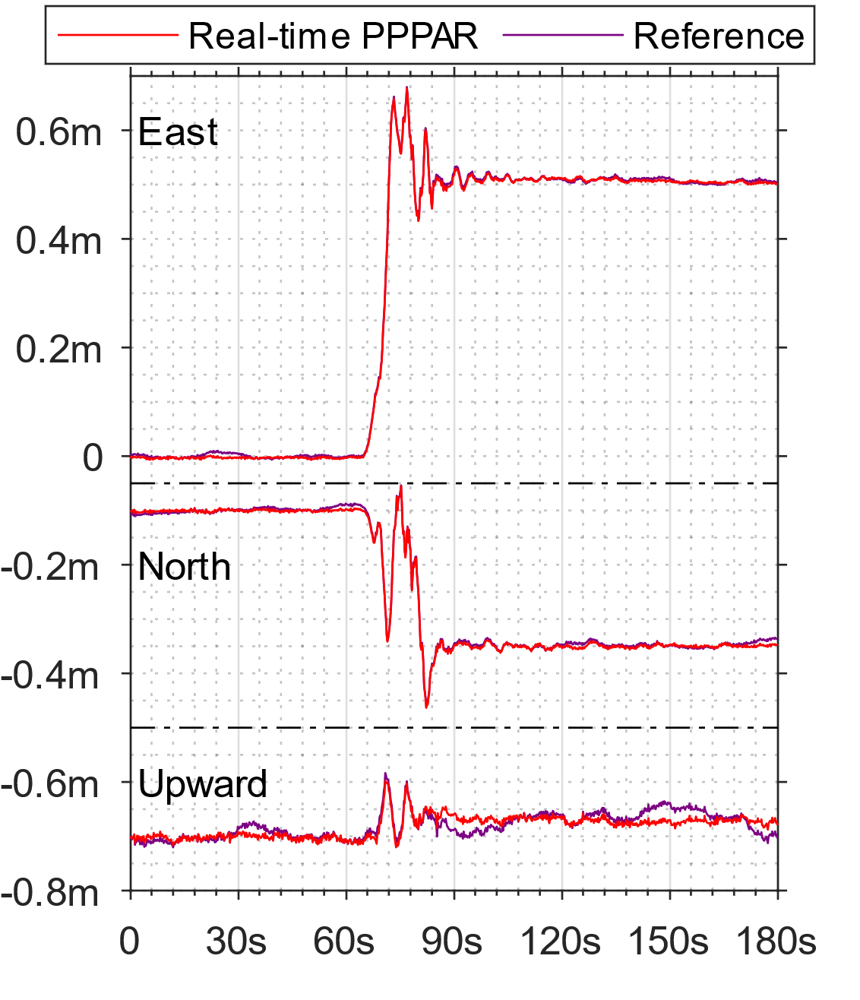 Real-time PPPAR Reference
0.6m
East
0.4m
0.2m
0
-0.2m
North
-0.4m
-0.6m
Upward
-0.8m
0 30s 60s 90s 120s 150s 180s